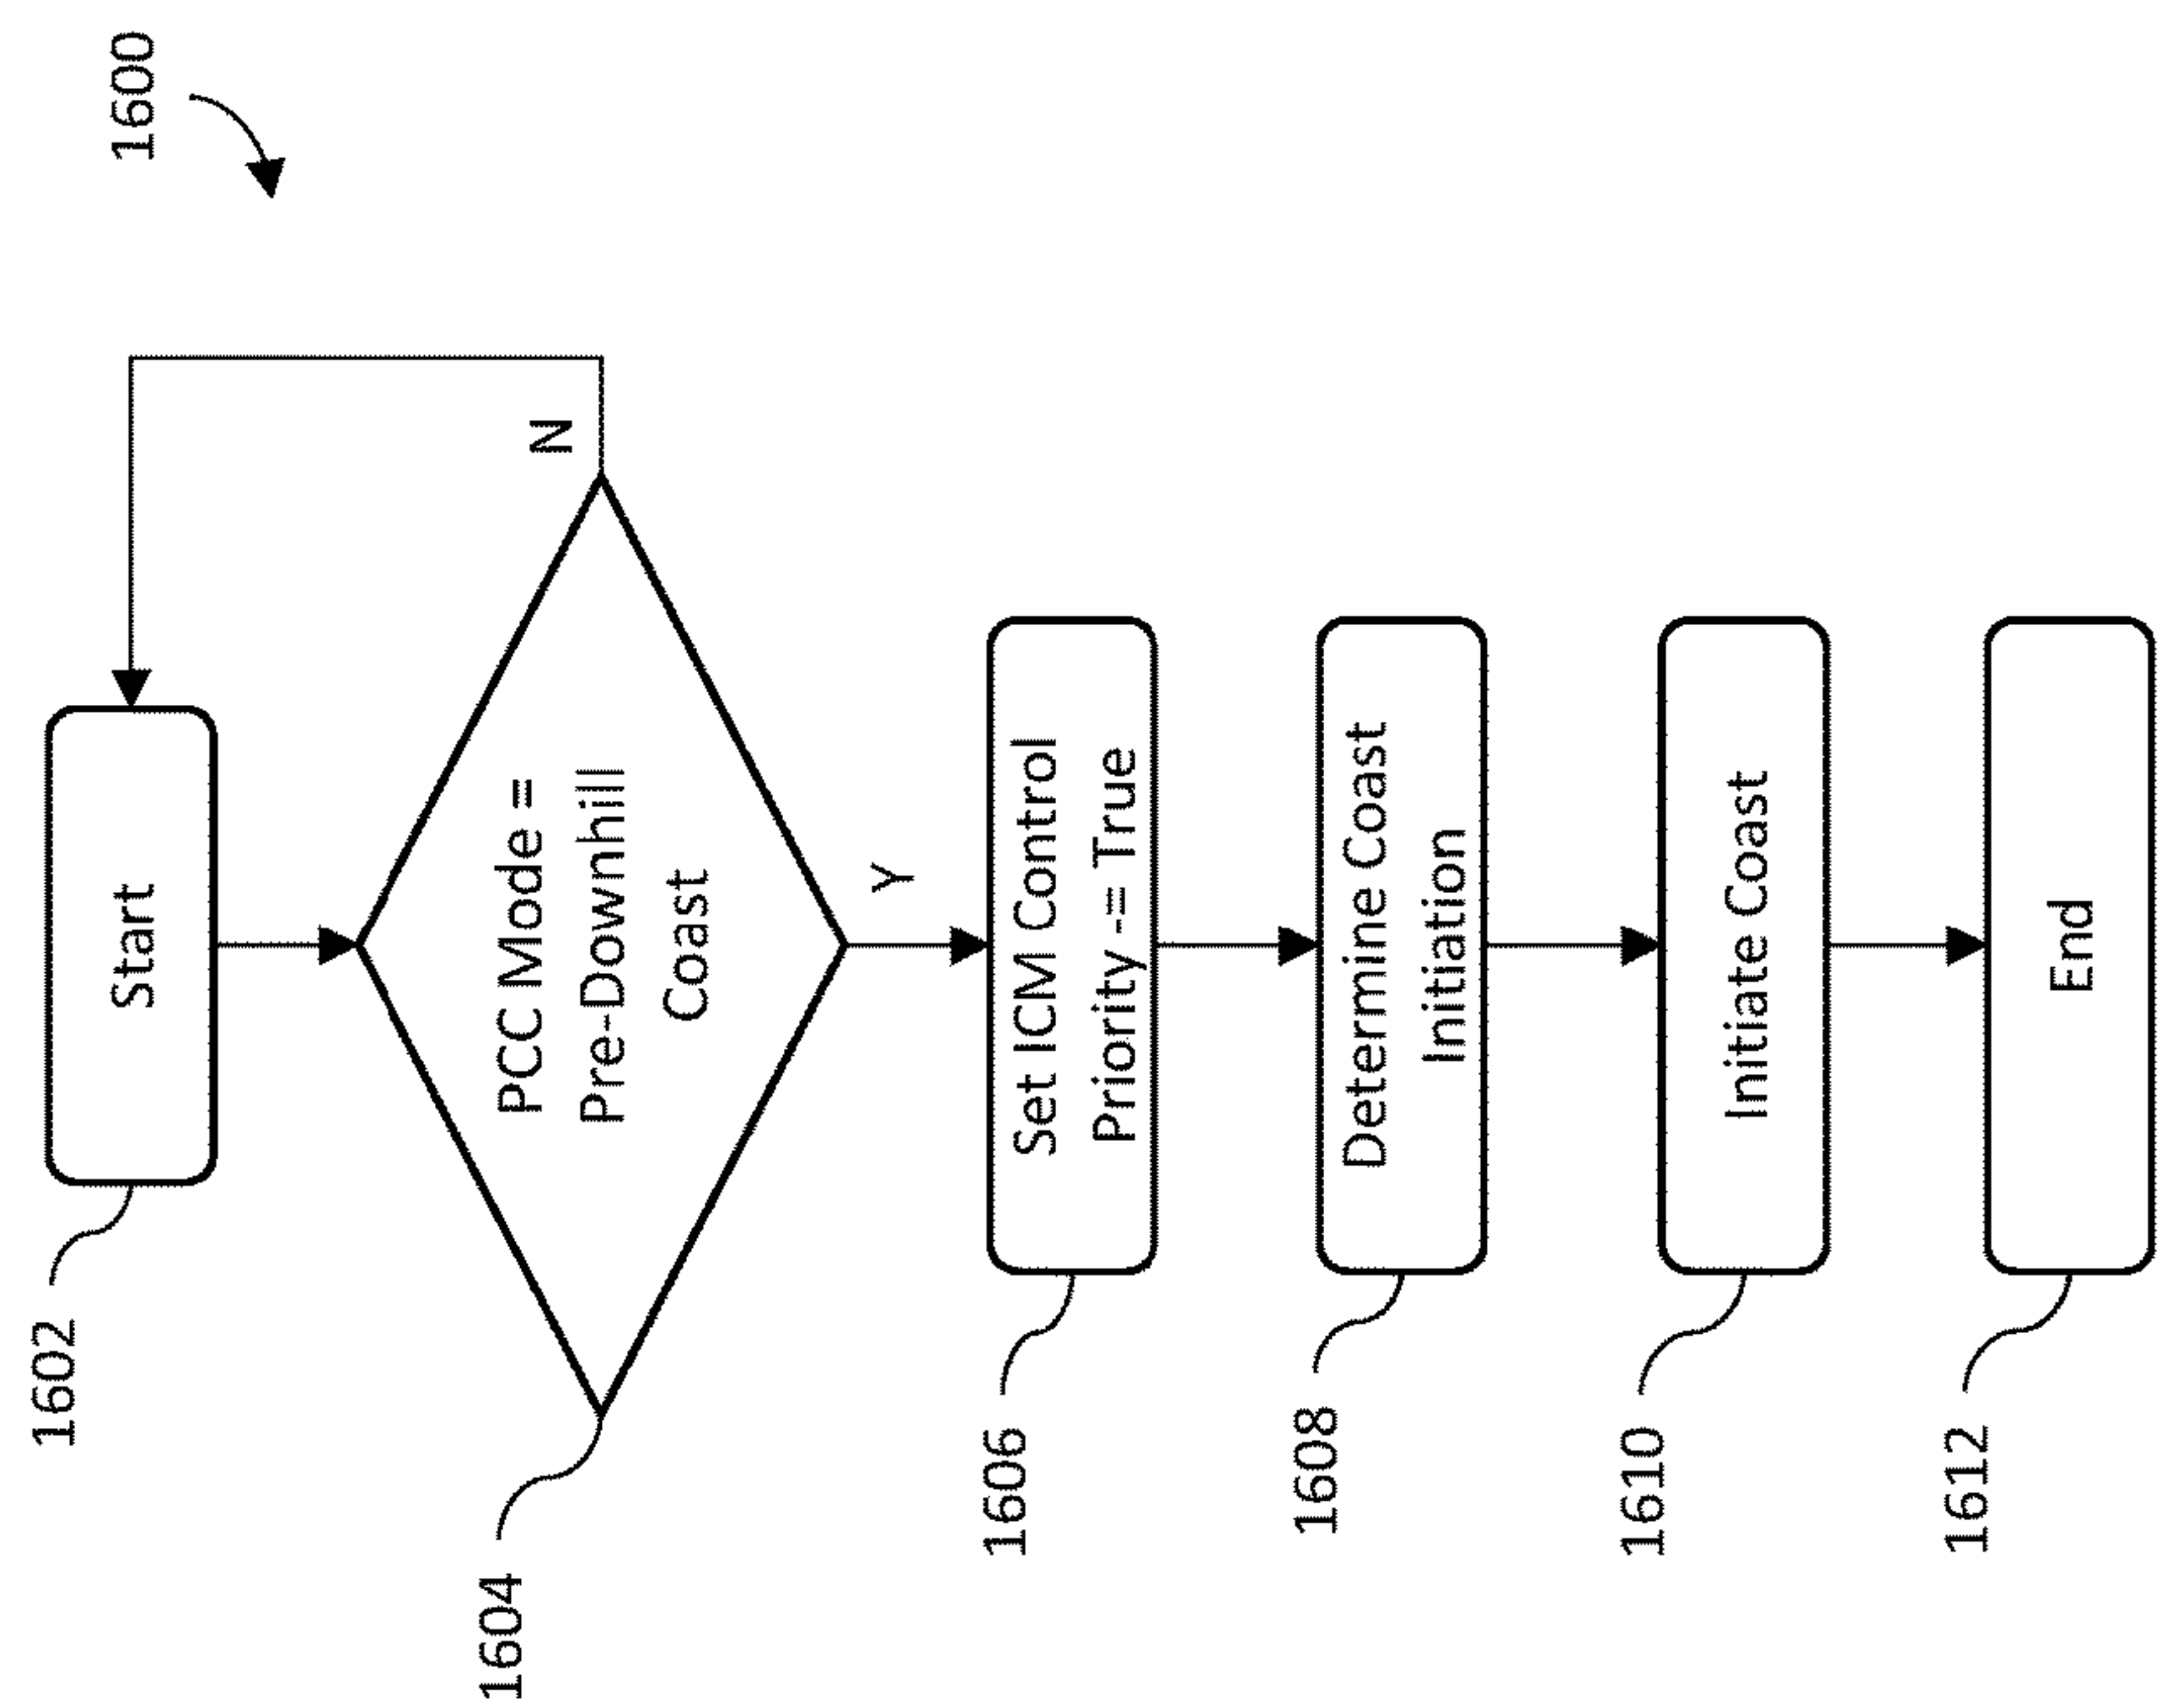 1600
1602
Start
1604
PCC Mode =
Pre-Downhill
Coast
N
Y
1606
Set ICM Control
Priority -= True
1608
Determine Coast
Initiation
1610
Initiate Coast
1612
End